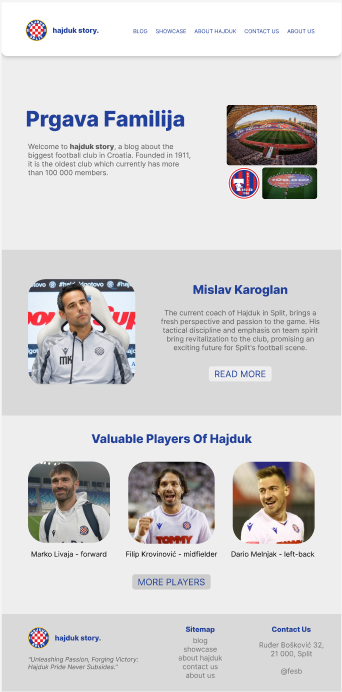 hajduk story.
BLOG SHOWCASE ABOUT HAJDUK CONTACT US ABOUT US
Prgava Familija
Welcome to hajduk story, a blog about the
biggest football club in Croatia. Founded in 1911,
it is the oldest club which currently has more
than 100 000 members.
Mislav Karoglan
The current coach of Hajduk in Split, brings a
fresh perspective and passion to the game. His
tactical discipline and emphasis on team spirit
bring revitalization to the club, promising an
exciting future for Split's football scene.
MK
READ MORE
Valuable Players Of Hajduk
TOMMY
Marko Livaja - forward
Filip Krovinović - midfielder
Dario Melnjak - left-back
MORE PLAYERS
hajduk story.
"Unleashing Passion, Forging Victory:
Hajduk Pride Never Subsides."
Sitemap
blog
showcase
about hajduk
contact us
about us
Contact Us
Ruđer Bošković 32,
21 000, Split
@fesb